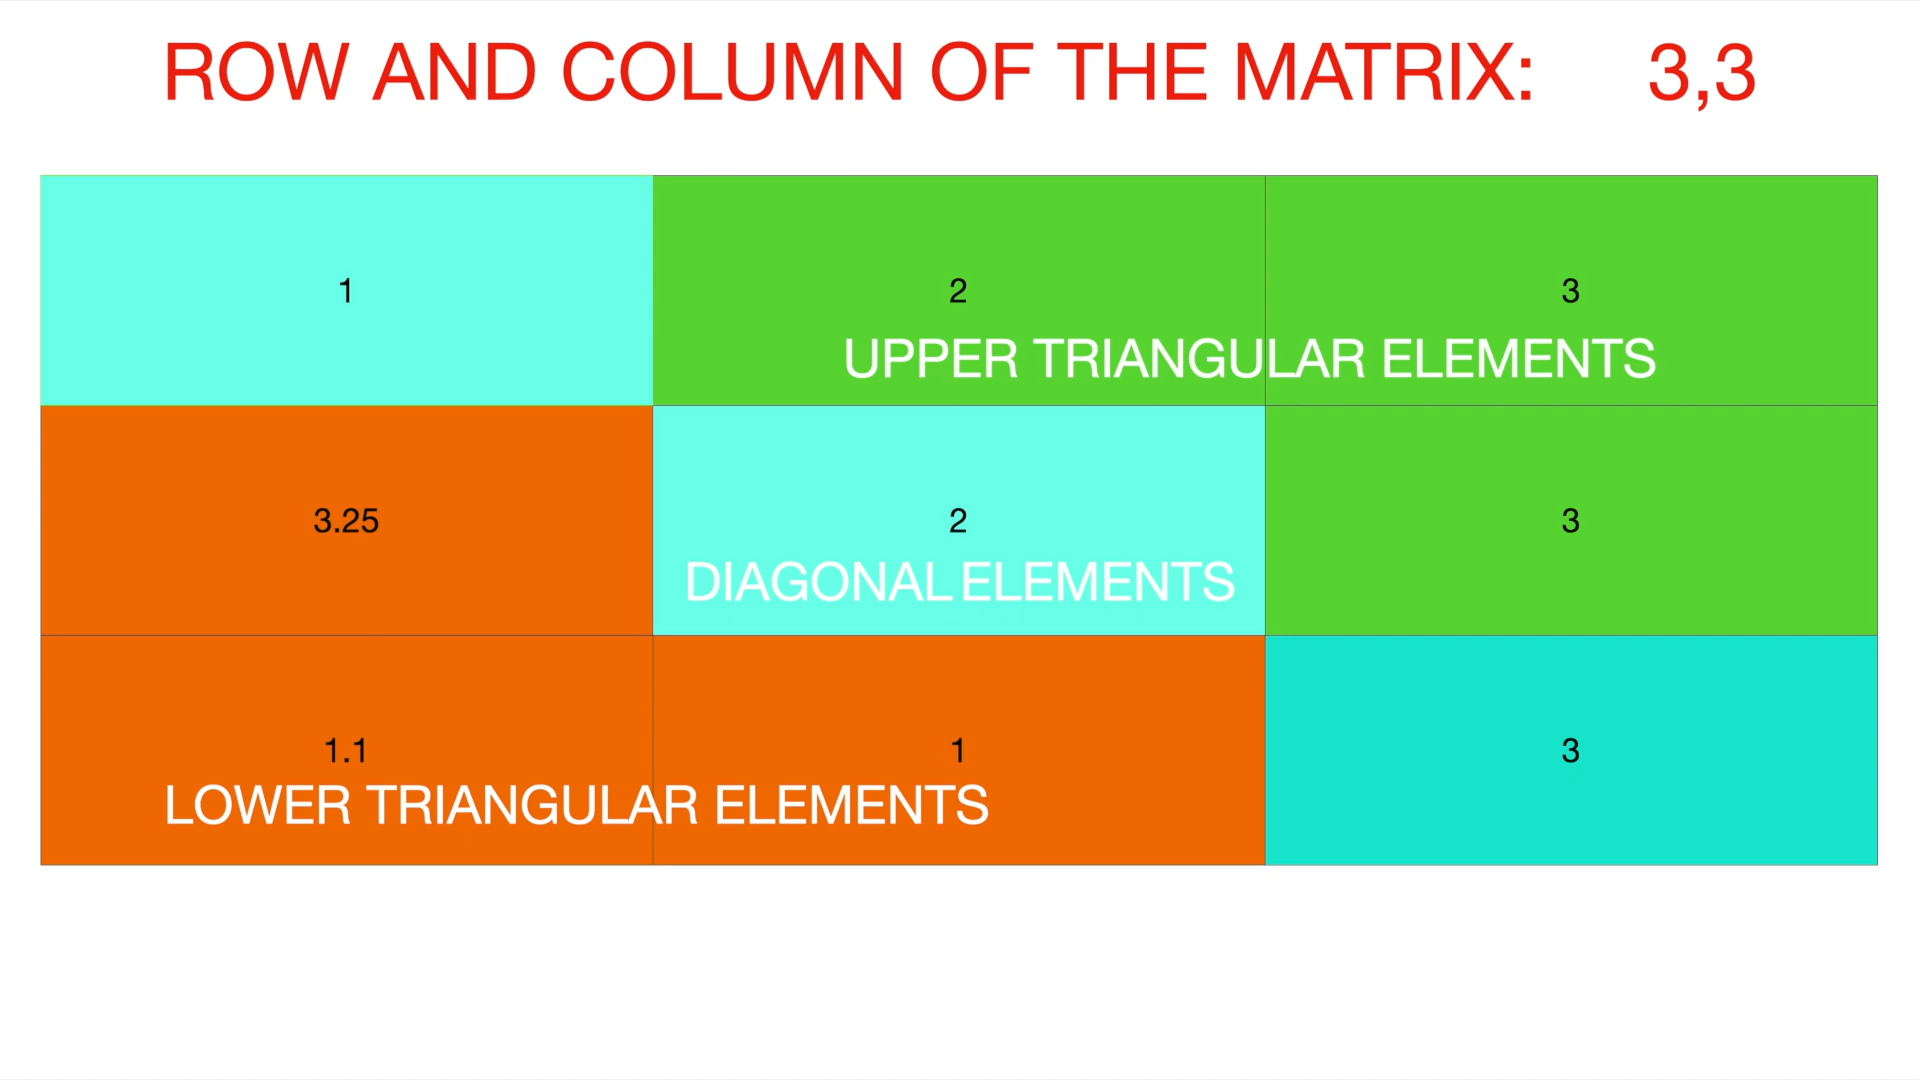 ROW AND COLUMN OF THE MATRIX: 3,3
1 2 3
UPPER TRIANGULAR ELEMENTS
3.25 2 3
DIAGONAL ELEMENTS
1.1 1 3
LOWER TRIANGULAR ELEMENTS